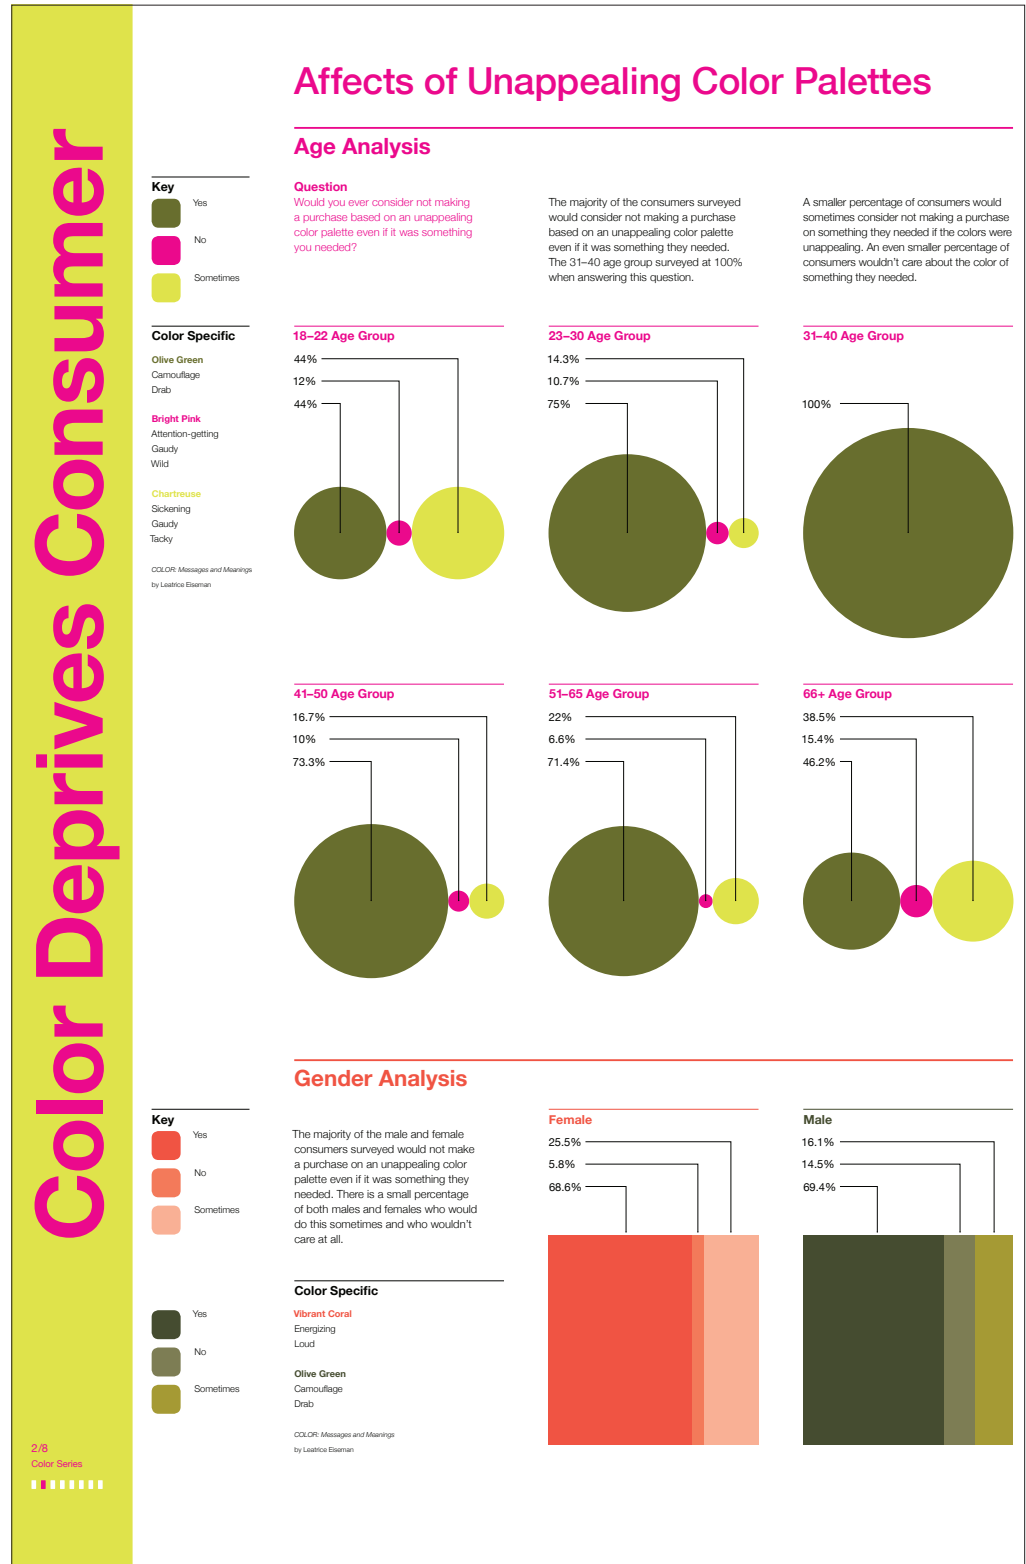 Color Deprives Consumer
2/8
Color Series
Affects of Unappealing Color Palettes
Age Analysis
Key
Yes
No
Sometimes
Question
Would you ever consider not making
a purchase based on an unappealing
color palette even if it was something
you needed?
The majority of the consumers surveyed
would consider not making a purchase
based on an unappealing color palette
even if it was something they needed.
The 31–40 age group surveyed at 100%
when answering this question.
A smaller percentage of consumers would
sometimes consider not making a purchase
on something they needed if the colors were
unappealing. An even smaller percentage of
consumers wouldn't care about the color of
something they needed.
Color Specific
Olive Green
Camouflage
Drab
Bright Pink
Attention-getting
Gaudy
Wild
Chartreuse
Sickening
Gaudy
Tacky
COLOR: Messages and Meanings
by Leatrice Eiseman
18–22 Age Group
44%
12%
44%
23–30 Age Group
14.3%
10.7%
75%
31–40 Age Group
100%
41–50 Age Group
16.7%
10%
73.3%
51–65 Age Group
22%
6.6%
71.4%
66+ Age Group
38.5%
15.4%
46.2%
Gender Analysis
Key
Yes
No
Sometimes
Yes
No
Sometimes
The majority of the male and female
consumers surveyed would not make
a purchase on an unappealing color
palette even if it was something they
needed. There is a small percentage
of both males and females who would
do this sometimes and who wouldn't
care at all.
Color Specific
Vibrant Coral
Energizing
Loud
Olive Green
Camouflage
Drab
COLOR: Messages and Meanings
by Leatrice Eiseman
Female
25.5%
5.8%
68.6%
Male
16.1%
14.5%
69.4%